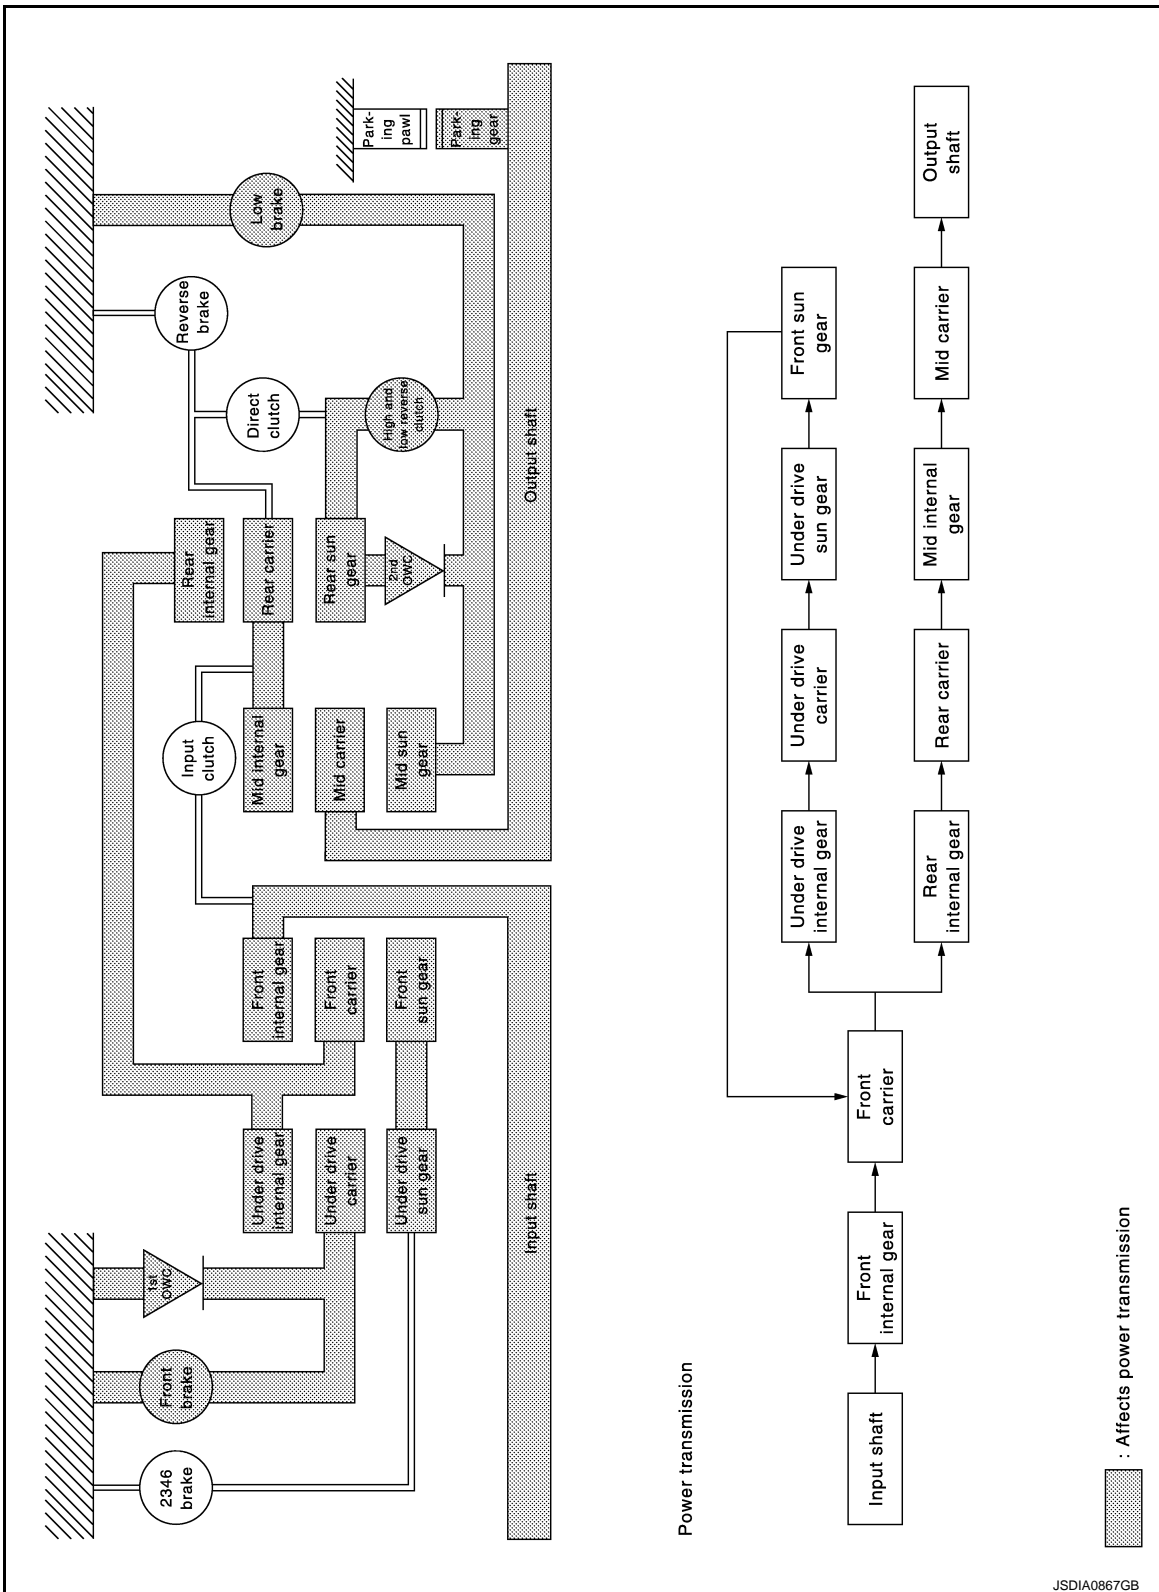 2346
brake
Front
brake
1st
OWC
Under drive
internal gear
Under drive
carrier
Under drive
sun gear
Front
internal gear
Front
carrier
Front
sun gear
Input shaft
Input
clutch
Mid internal
gear
Mid carrier
Mid sun
gear
Rear
internal gear
Rear carrier
Rear sun
gear
2nd
OWC
Direct
clutch
High and
low reverse
clutch
Reverse
brake
Low
brake
Park-
ing
pawl
Park-
ing
gear
Output shaft
Power transmission
Input shaft
Front
internal gear
Front
carrier
Under drive
internal gear
Under drive
carrier
Under drive
sun gear
Front sun
gear
Rear
internal gear
Rear carrier
Mid internal
gear
Mid carrier
Output
shaft
: Affects power transmission
JSDIA0867GB